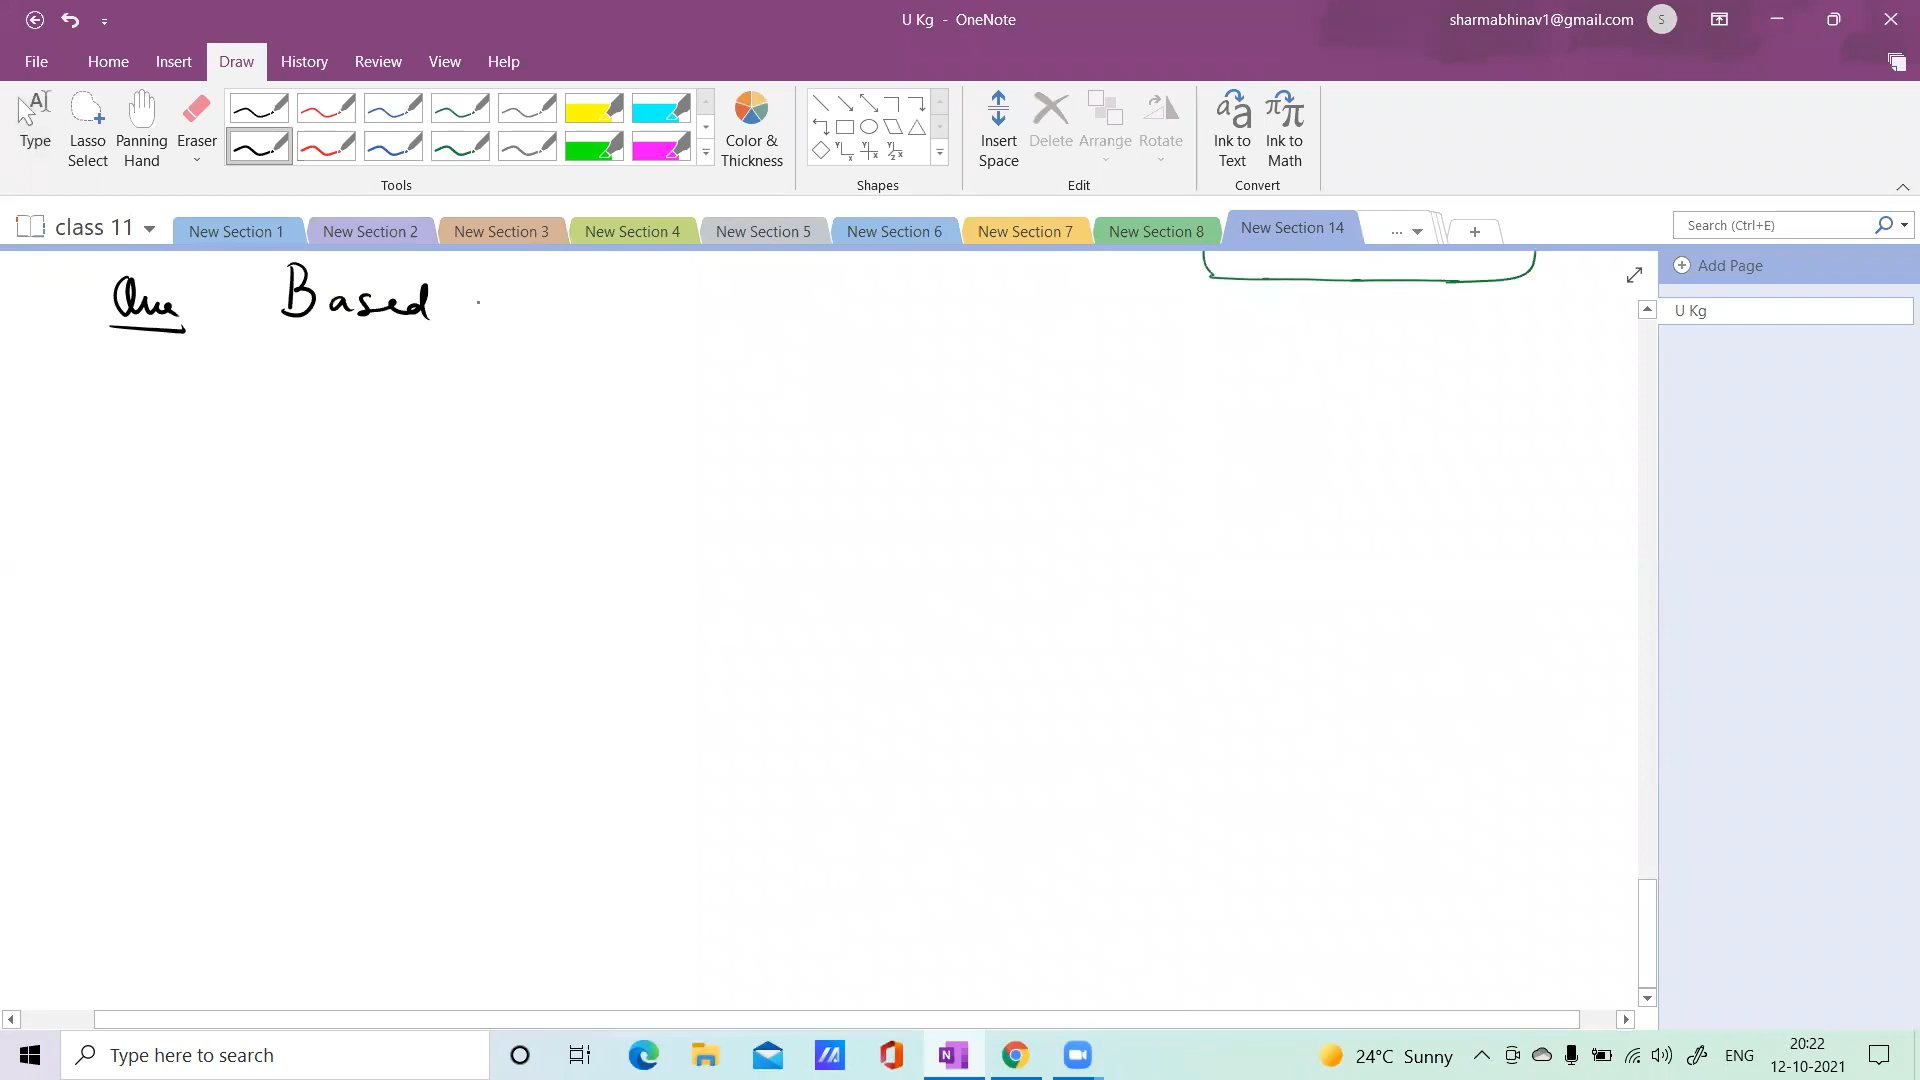 U Kg - OneNote
sharmabhinav1@gmail.com S
File Home Insert Draw History Review View Help
Type
Lasso Select
Panning Hand
Eraser
Color & Thickness
Insert Space
Delete
Arrange
Rotate
Ink to Text
Ink to Math
Tools
Shapes
Edit
Convert
class 11 New Section 1 New Section 2 New Section 3 New Section 4 New Section 5 New Section 6 New Section 7 New Section 8 New Section 14 ... +
Search (Ctrl+E)
Add Page
U Kg
Que Based
Type here to search
24°C Sunny
ENG
20:22
12-10-2021